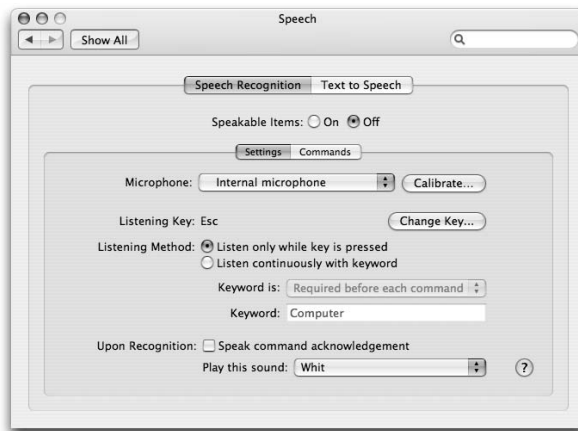 Speech
Show All
Speech Recognition Text to Speech
Speakable Items: On Off
Settings Commands
Microphone: Internal microphone Calibrate...
Listening Key: Esc Change Key...
Listening Method: Listen only while key is pressed
Listen continuously with keyword
Keyword is: Required before each command
Keyword: Computer
Upon Recognition: Speak command acknowledgement
Play this sound: Whit ?